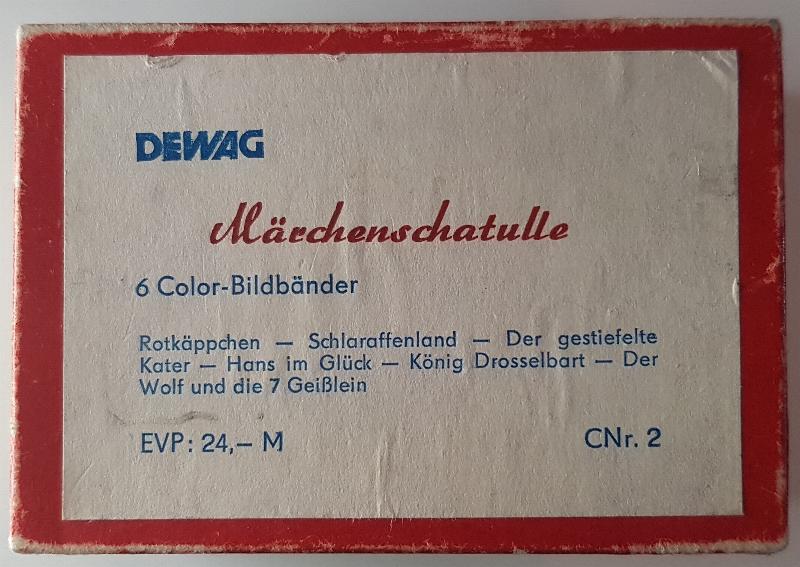 DEWAG
Märchenschatulle
6 Color-Bildbänder
Rotkäppchen — Schlaraffenland — Der gestiefelte
Kater — Hans im Glück — König Drosselbart — Der
Wolf und die 7 Geißlein
EVP: 24,– M
CNr. 2